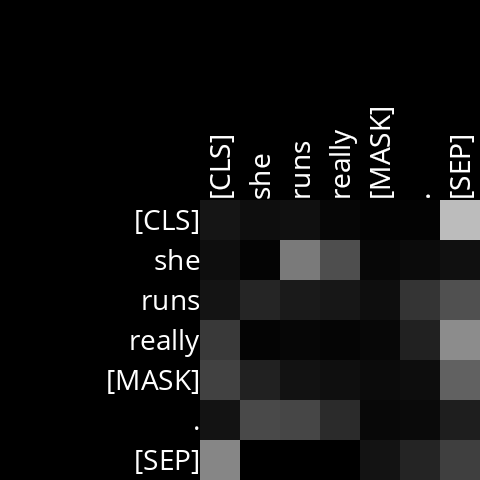 [CLS] she runs really [MASK] . [SEP]
[CLS]
she
runs
really
[MASK]
.
[SEP]